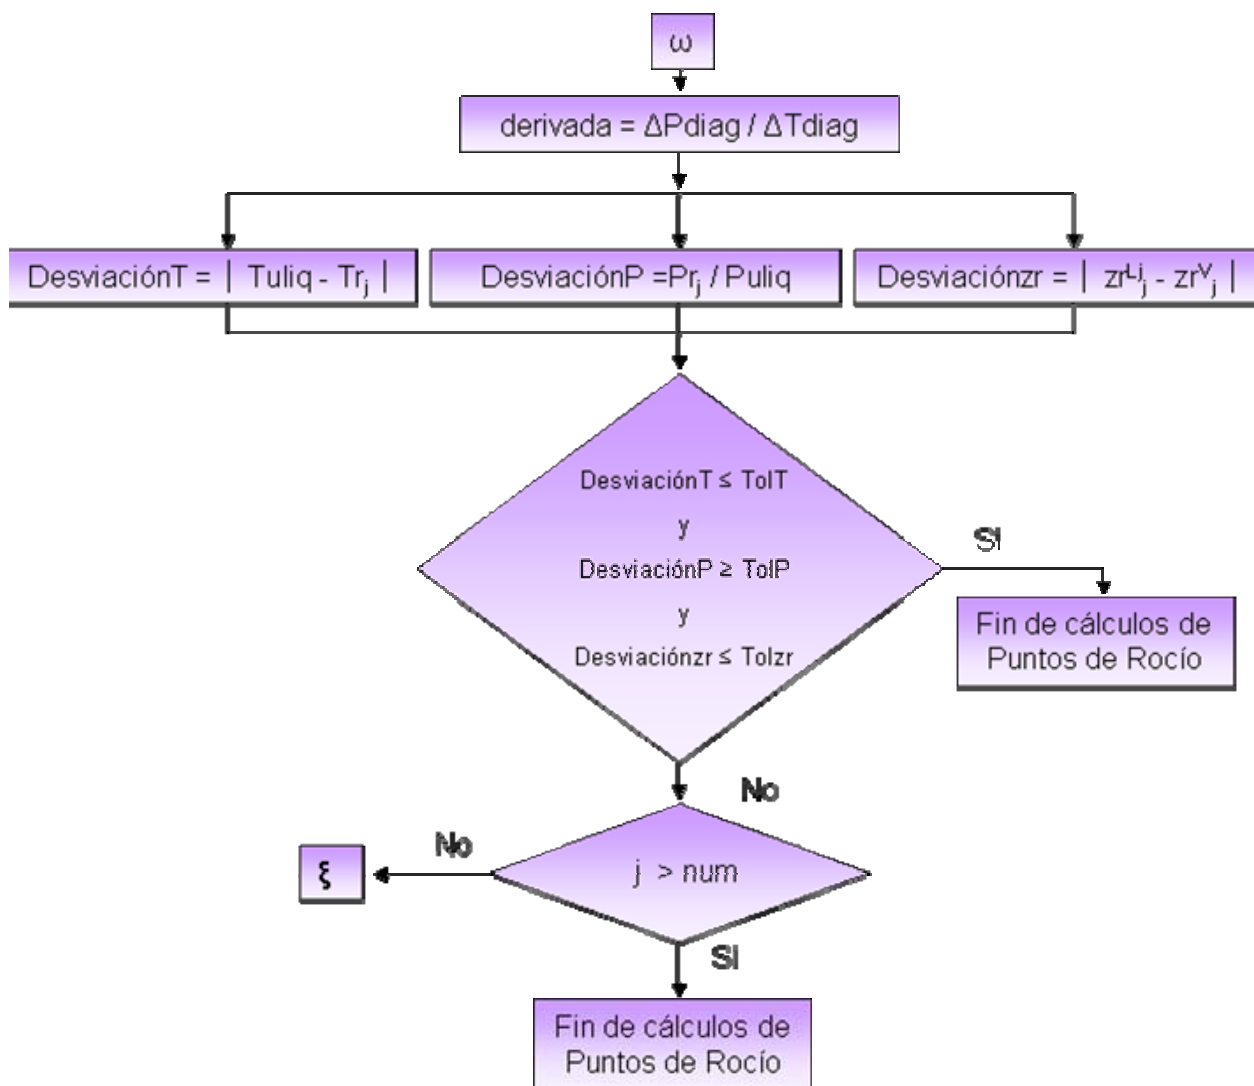 ω
derivada = ΔPdiag / ΔTdiag
DesviaciónT = | Tuliq - Trj |
DesviaciónP =Prj / Puliq
Desviaciónzr = | zrLjj - zrVj |
DesviaciónT ≤ TolT
y
DesviaciónP ≥ TolP
y
Desviaciónzr ≤ Tolzr
SI
Fin de cálculos de
Puntos de Rocío
No
No
ξ
j > num
SI
Fin de cálculos de
Puntos de Rocío